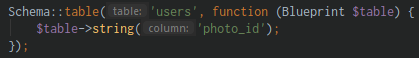 Schema::table( table: 'users', function (Blueprint $table) {
    $table->string( column: 'photo_id');
});